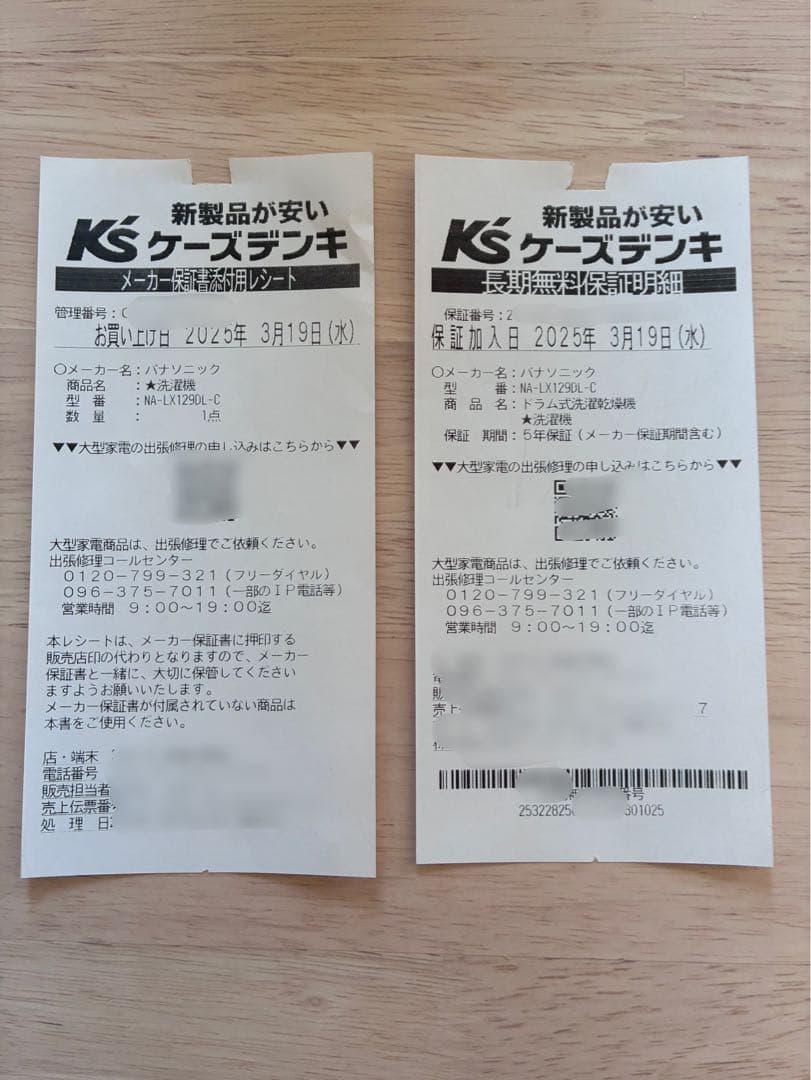 新製品が安い
K'sケーズデンキ
メーカー保証書添付用レシート
管理番号:
お買い上げ日 2025年 3月19日(水)
○メーカー名:パナソニック
商品名 :★洗濯機
型番 :NA-LX129DL-C
数量 : 1点
▼▼大型家電の出張修理の申し込みはこちらから▼▼
大型家電商品は、出張修理でご依頼ください。
出張修理コールセンター
0120-799-321(フリーダイヤル)
096-375-7011(一部のIP電話等)
営業時間 9:00~19:00迄
本レシートは、メーカー保証書に押印する
販売店印の代わりとなりますので、メーカー
保証書と一緒に、大切に保管してください
ますようお願いいたします。
メーカー保証書が付属されていない商品は
本書をご使用ください。
店・端末
電話番号
販売担当者
売上伝票番
処理日
新製品が安い
K'sケーズデンキ
長期無料保証明細
保証番号:2
保証加入日 2025年 3月19日(水)
○メーカー名:パナソニック
型番:NA-LX129DL-C
商品名:ドラム式洗濯乾燥機
★洗濯機
保証期間:5年保証(メーカー保証期間含む)
▼▼大型家電の出張修理の申し込みはこちらから▼▼
大型家電商品は、出張修理でご依頼ください。
出張修理コールセンター
0120-799-321(フリーダイヤル)
096-375-7011(一部のIP電話等)
営業時間 9:00~19:00迄
販
売上 7
番号
25322825 301025